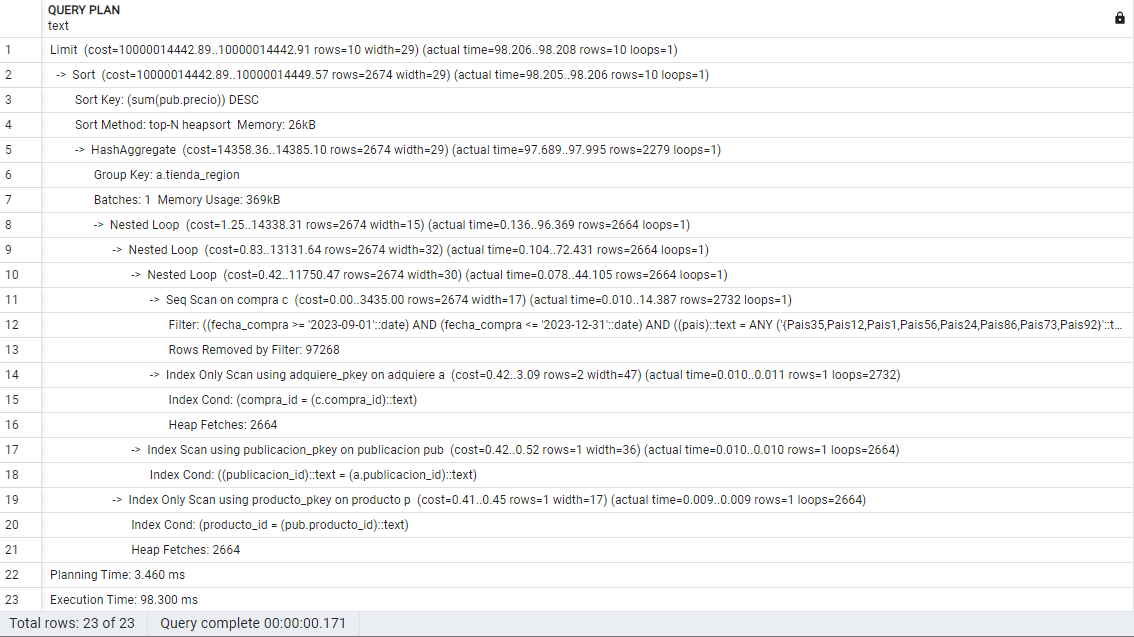 QUERY PLAN
text
1 Limit (cost=10000014442.89..10000014442.91 rows=10 width=29) (actual time=98.206..98.208 rows=10 loops=1)
2 -> Sort (cost=10000014442.89..10000014449.57 rows=2674 width=29) (actual time=98.205..98.206 rows=10 loops=1)
3 Sort Key: (sum(pub.precio)) DESC
4 Sort Method: top-N heapsort Memory: 26kB
5 -> HashAggregate (cost=14358.36..14385.10 rows=2674 width=29) (actual time=97.689..97.995 rows=2279 loops=1)
6 Group Key: a.tienda_region
7 Batches: 1 Memory Usage: 369kB
8 -> Nested Loop (cost=1.25..14338.31 rows=2674 width=15) (actual time=0.136..96.369 rows=2664 loops=1)
9 -> Nested Loop (cost=0.83..13131.64 rows=2674 width=32) (actual time=0.104..72.431 rows=2664 loops=1)
10 -> Nested Loop (cost=0.42..11750.47 rows=2674 width=30) (actual time=0.078..44.105 rows=2664 loops=1)
11 -> Seq Scan on compra c (cost=0.00..3435.00 rows=2674 width=17) (actual time=0.010..14.387 rows=2732 loops=1)
12 Filter: ((fecha_compra >= '2023-09-01'::date) AND (fecha_compra <= '2023-12-31'::date) AND ((pais)::text = ANY ('{Pais35,Pais12,Pais1,Pais56,Pais24,Pais86,Pais73,Pais92}'::t...
13 Rows Removed by Filter: 97268
14 -> Index Only Scan using adquiere_pkey on adquiere a (cost=0.42..3.09 rows=2 width=47) (actual time=0.010..0.011 rows=1 loops=2732)
15 Index Cond: (compra_id = (c.compra_id)::text)
16 Heap Fetches: 2664
17 -> Index Scan using publicacion_pkey on publicacion pub (cost=0.42..0.52 rows=1 width=36) (actual time=0.010..0.010 rows=1 loops=2664)
18 Index Cond: ((publicacion_id)::text = (a.publicacion_id)::text)
19 -> Index Only Scan using producto_pkey on producto p (cost=0.41..0.45 rows=1 width=17) (actual time=0.009..0.009 rows=1 loops=2664)
20 Index Cond: (producto_id = (pub.producto_id)::text)
21 Heap Fetches: 2664
22 Planning Time: 3.460 ms
23 Execution Time: 98.300 ms
Total rows: 23 of 23 Query complete 00:00:00.171